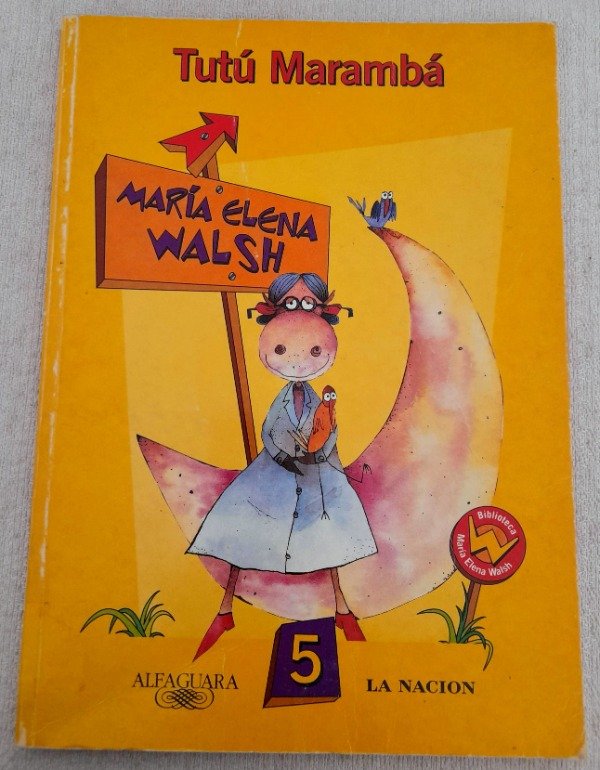 Tutú Marambá
MARÍA ELENA
WALSH
Biblioteca
María Elena Walsh
5
ALFAGUARA
LA NACION